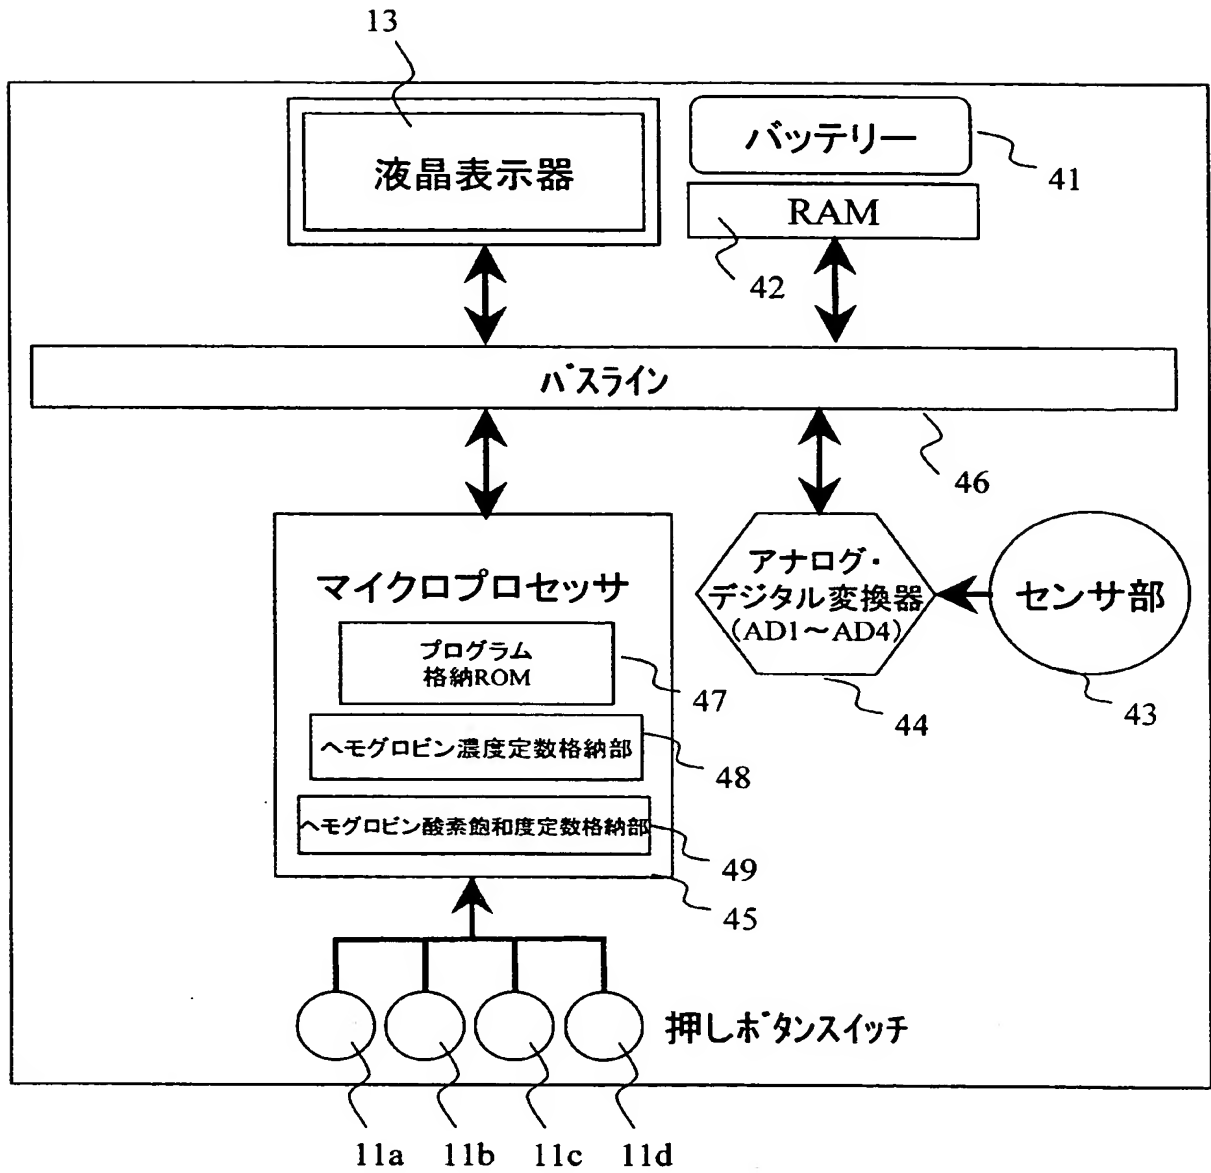 13
バッテリー
液晶表示器
41
RAM
42
バスライン
46
アナログ・
デジタル変換器
(AD1～AD4)
センサ部
マイクロプロセッサ
プログラム
格納ROM
47
44
43
ヘモグロビン濃度定数格納部
48
ヘモグロビン酸素飽和度定数格納部
49
45
押しボタンスイッチ
11a
11b
11c
11d